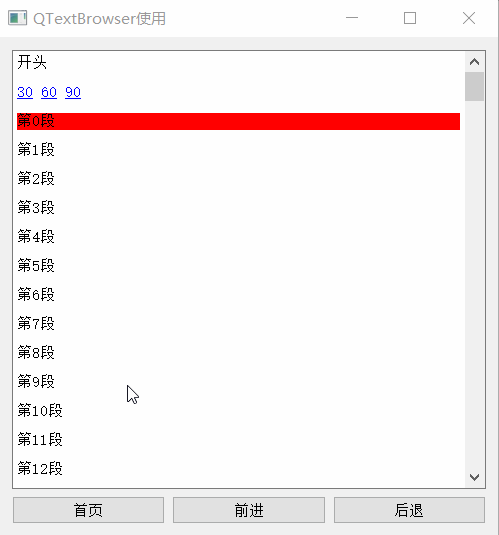 QTextBrowser使用
开头
30 60 90
第0段
第1段
第2段
第3段
第4段
第5段
第6段
第7段
第8段
第9段
第10段
第11段
第12段
首页 前进 后退